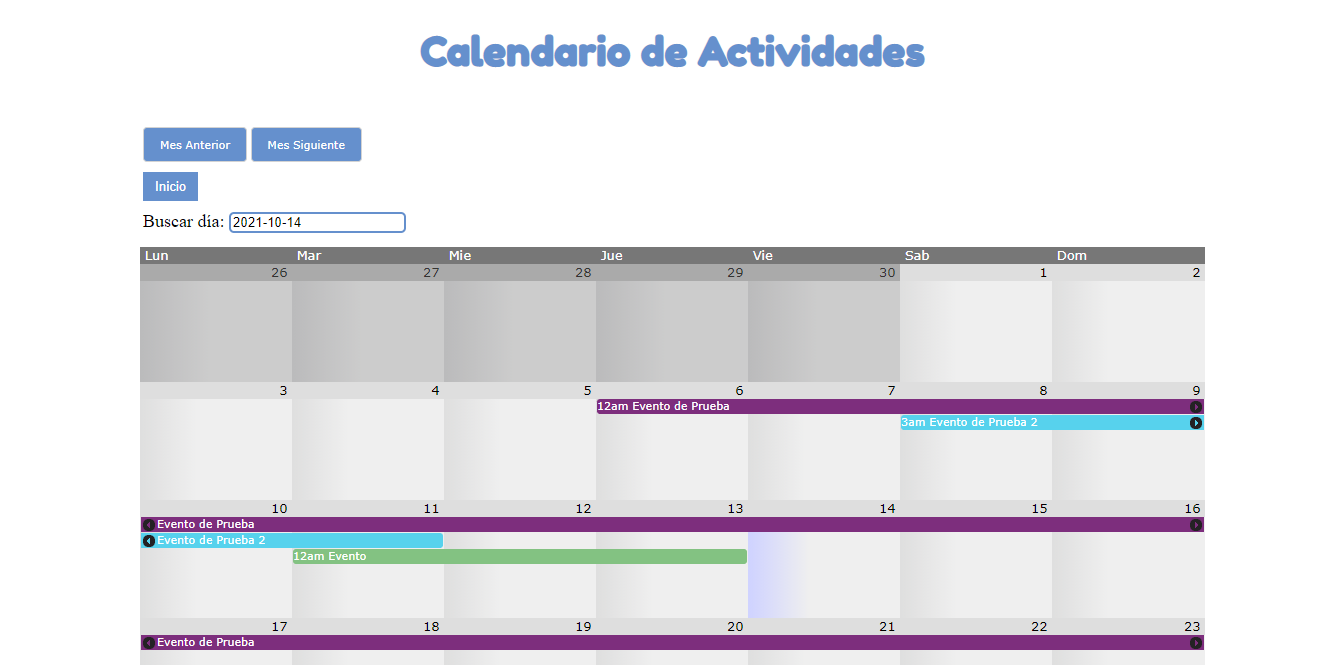 Calendario de Actividades
Mes Anterior Mes Siguiente
Inicio
Buscar día: 2021-10-14
Lun Mar Mie Jue Vie Sab Dom
26 27 28 29 30 1 2
3 4 5 6 7 8 9
12am Evento de Prueba
3am Evento de Prueba 2
10 11 12 13 14 15 16
Evento de Prueba
Evento de Prueba 2
12am Evento
17 18 19 20 21 22 23
Evento de Prueba